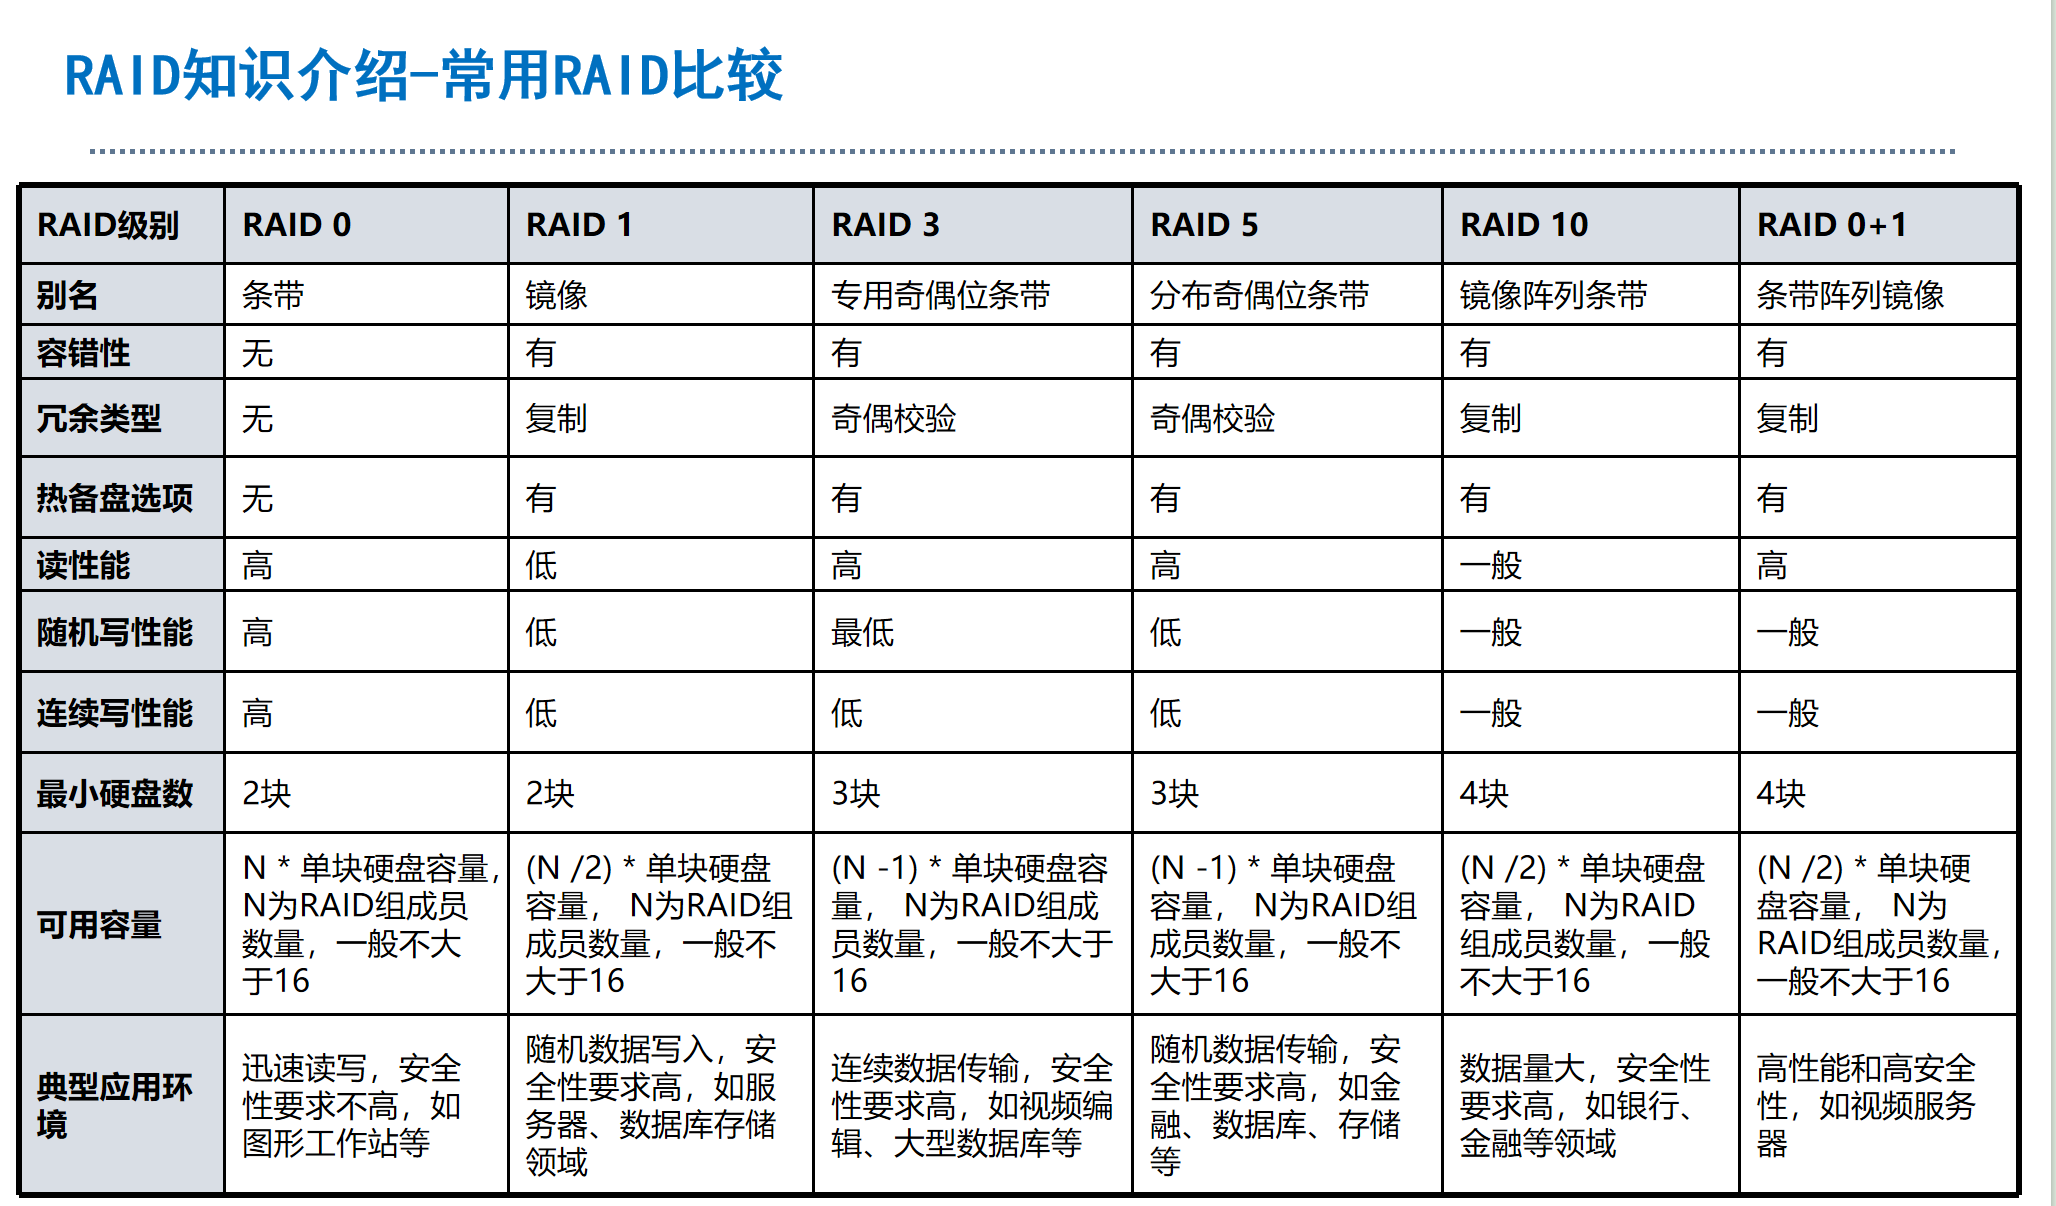 RAID知识介绍–常用RAID比较
RAID级别 RAID 0 RAID 1 RAID 3 RAID 5 RAID 10 RAID 0+1
别名 条带 镜像 专用奇偶位条带 分布奇偶位条带 镜像阵列条带 条带阵列镜像
容错性 无 有 有 有 有 有
冗余类型 无 复制 奇偶校验 奇偶校验 复制 复制
热备盘选项 无 有 有 有 有 有
读性能 高 低 高 高 一般 高
随机写性能 高 低 最低 低 一般 一般
连续写性能 高 低 低 低 一般 一般
最小硬盘数 2块 2块 3块 3块 4块 4块
可用容量
N * 单块硬盘容量，
N为RAID组成员
数量，一般不大
于16
(N /2) * 单块硬盘
容量， N为RAID组
成员数量，一般不
大于16
(N -1) * 单块硬盘容
量， N为RAID组成
员数量，一般不大于
16
(N -1) * 单块硬盘
容量， N为RAID组
成员数量，一般不
大于16
(N /2) * 单块硬盘
容量， N为RAID
组成员数量，一般
不大于16
(N /2) * 单块硬
盘容量， N为
RAID组成员数量，
一般不大于16
典型应用环
境
迅速读写，安全
性要求不高，如
图形工作站等
随机数据写入，安
全性要求高，如服
务器、数据库存储
领域
连续数据传输，安全
性要求高，如视频编
辑、大型数据库等
随机数据传输，安
全性要求高，如金
融、数据库、存储
等
数据量大，安全性
要求高，如银行、
金融等领域
高性能和高安全
性，如视频服务
器